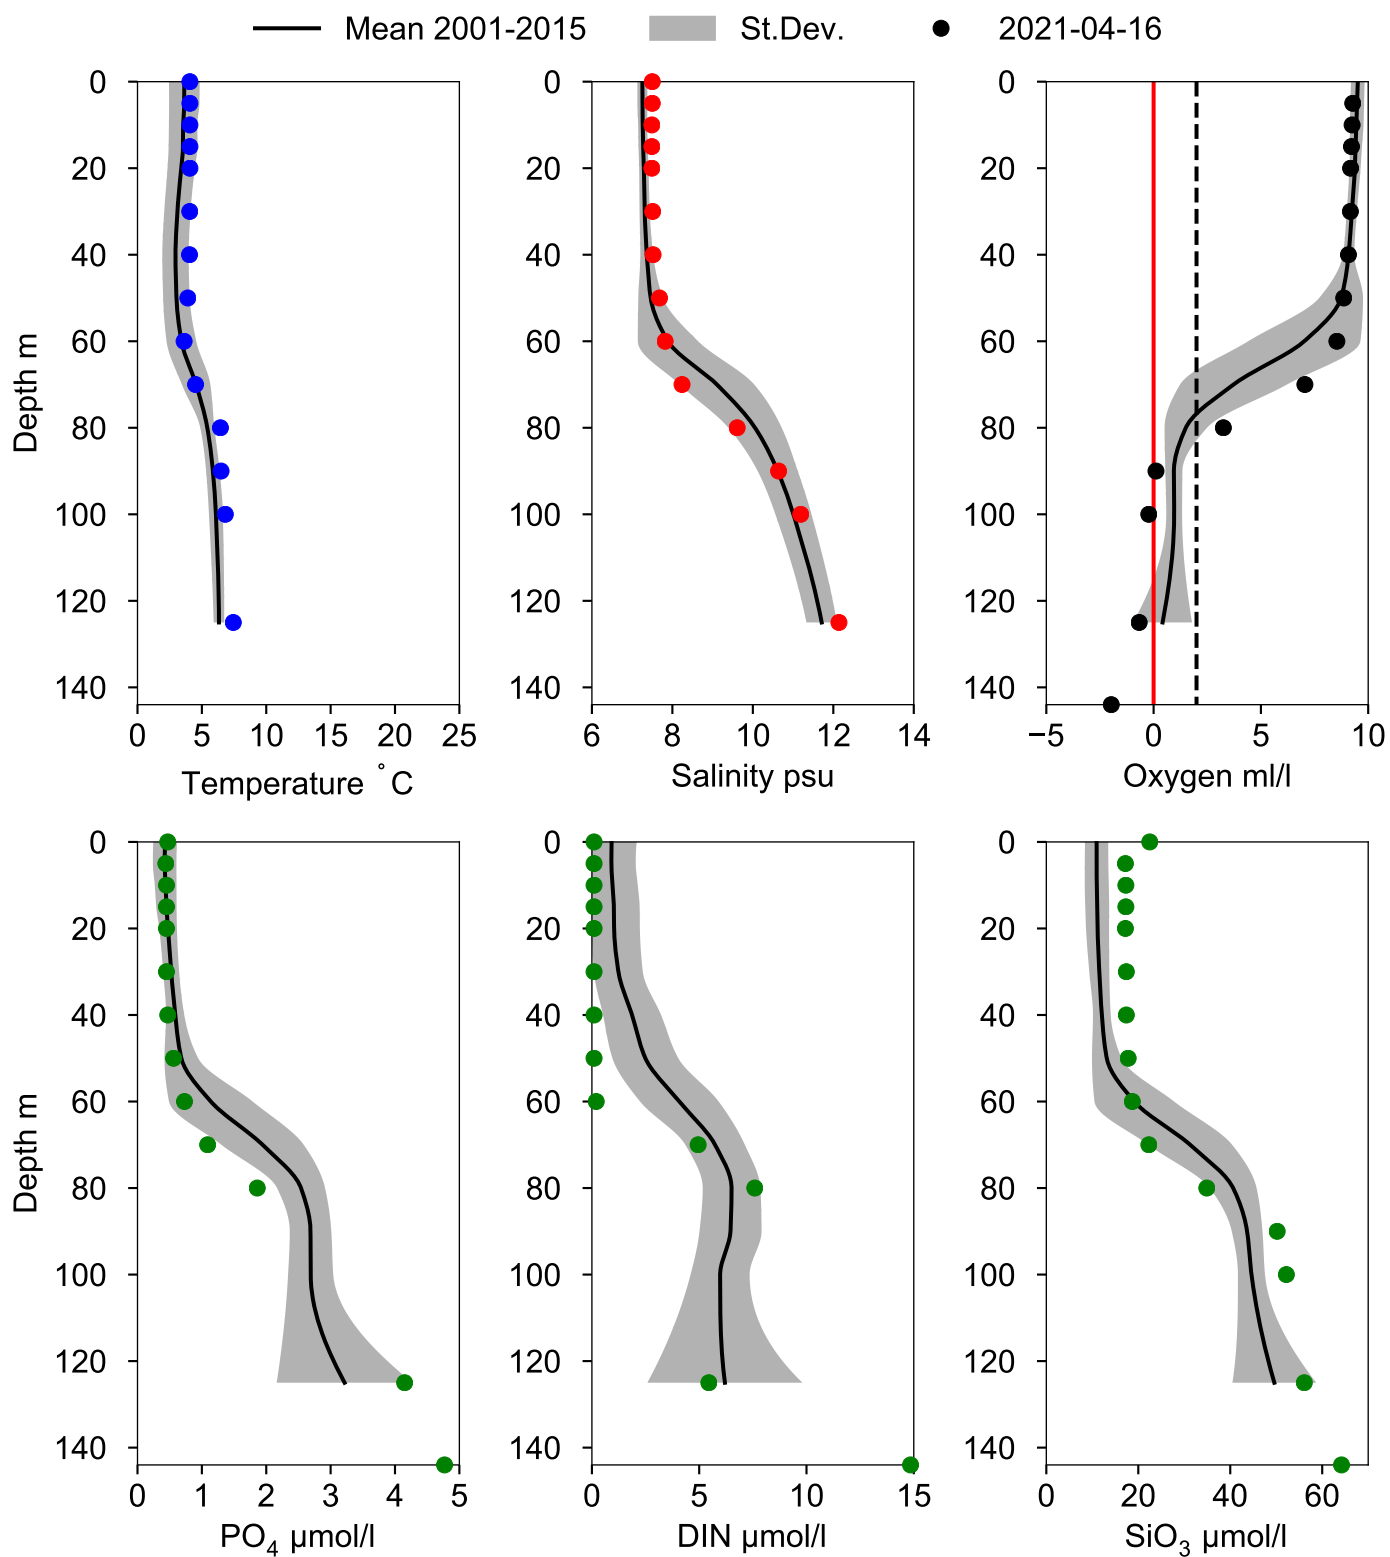 Mean 2001-2015 St.Dev. 2021-04-16
0 0 0
20 20 20
40 40 40
60 60 60
80 80 80
100 100 100
120 120 120
140 140 140
Depth m
0 5 10 15 20 25 6 8 10 12 14 −5 0 5 10
Temperature °C Salinity psu Oxygen ml/l
0 0 0
20 20 20
40 40 40
60 60 60
80 80 80
100 100 100
120 120 120
140 140 140
Depth m
0 1 2 3 4 5 0 5 10 15 0 20 40 60
PO₄ µmol/l DIN µmol/l SiO₃ µmol/l